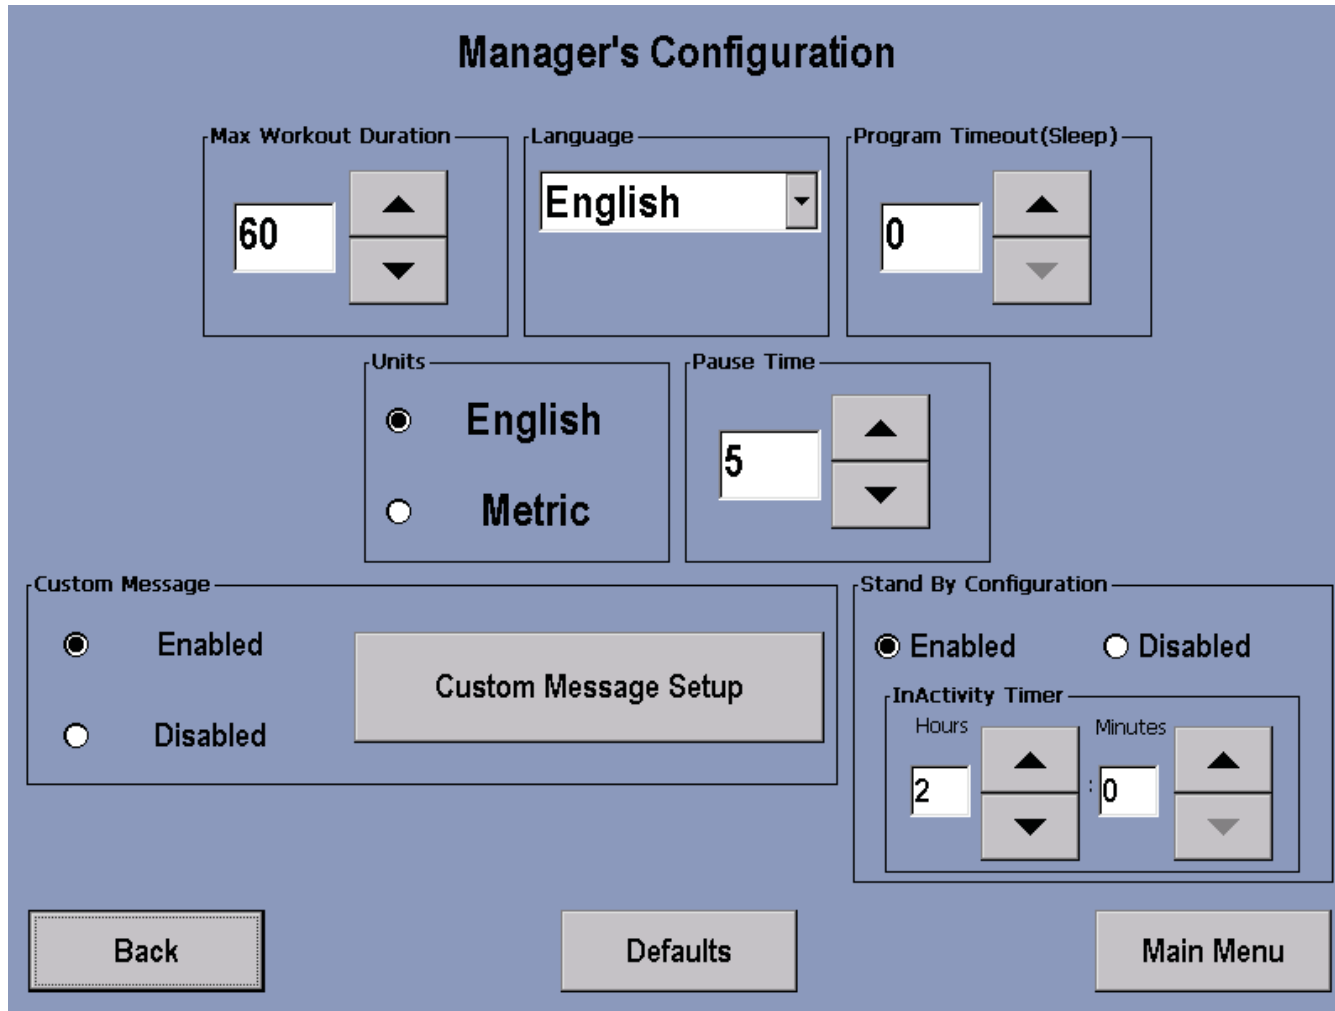 Manager's Configuration
Max Workout Duration
60
Language
English
Program Timeout(Sleep)
0
Units
English
Metric
Pause Time
5
Custom Message
Enabled
Disabled
Custom Message Setup
Stand By Configuration
Enabled
Disabled
InActivity Timer
Hours
Minutes
2
:
0
Back
Defaults
Main Menu